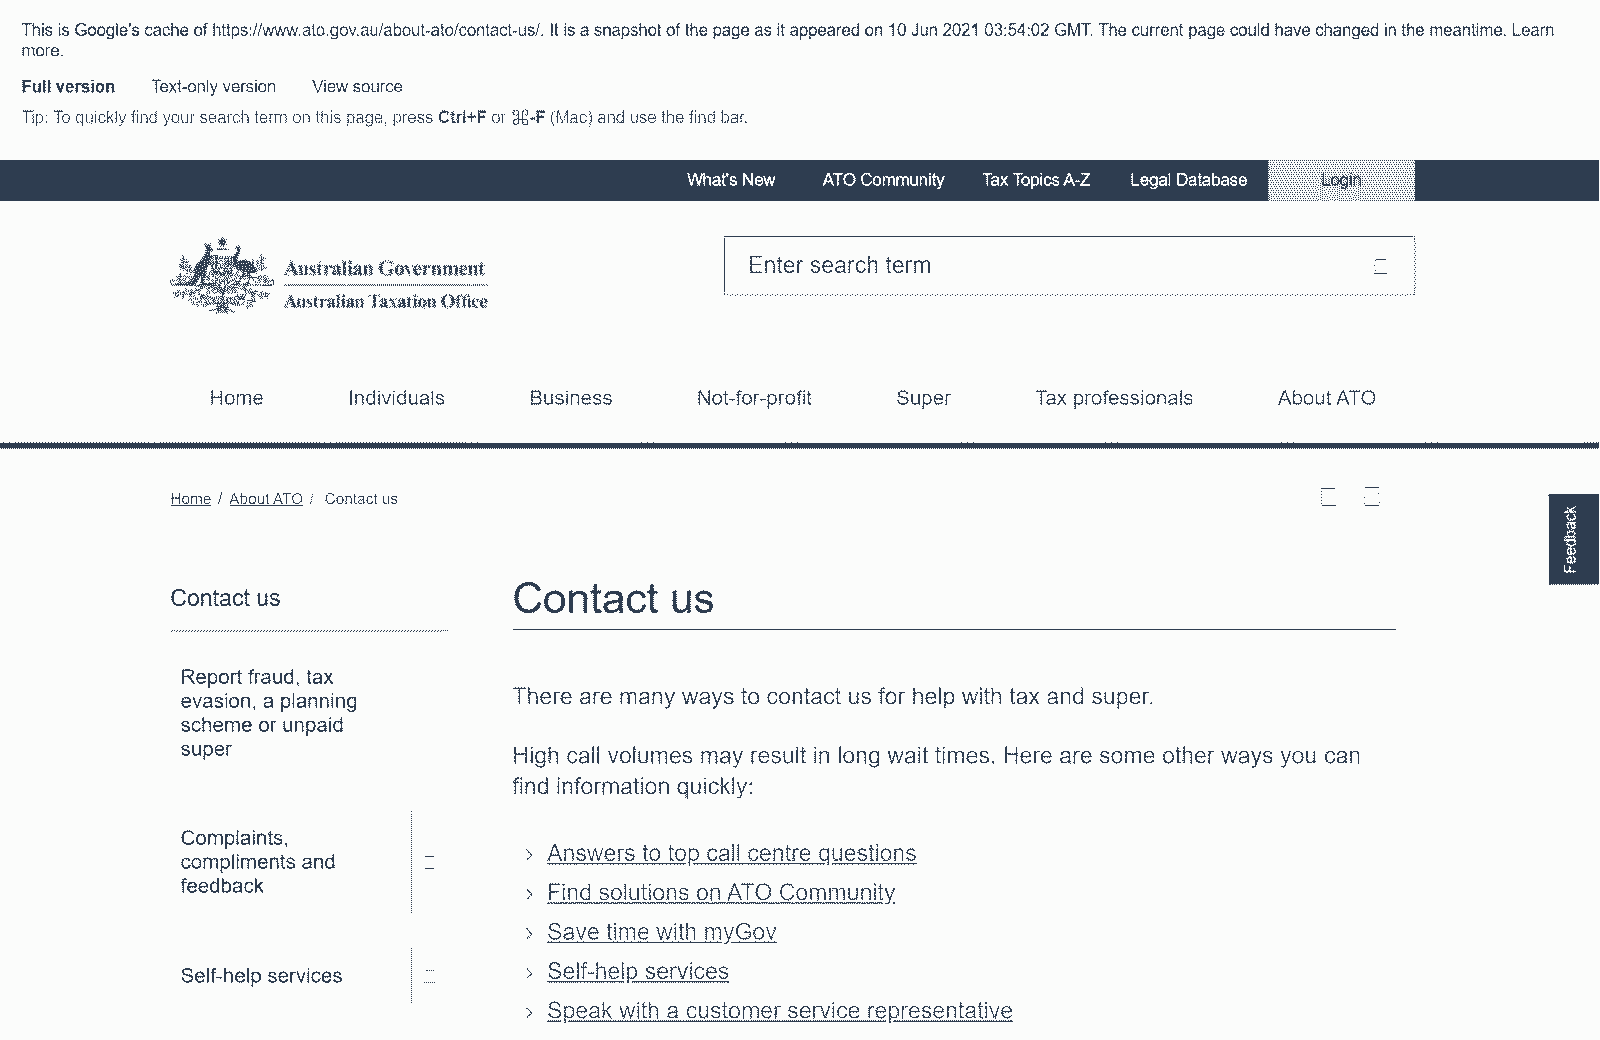 This is Google's cache of https://www.ato.gov.au/about-ato/contact-us/. It is a snapshot of the page as it appeared on 10 Jun 2021 03:54:02 GMT. The current page could have changed in the meantime. Learn
more.
Full version Text-only version View source
Tip: To quickly find your search term on this page, press Ctrl+F or ⌘-F (Mac) and use the find bar.
What's New ATO Community Tax Topics A-Z Legal Database Login
Australian Government
Australian Taxation Office
Enter search term
Home Individuals Business Not-for-profit Super Tax professionals About ATO
Home / About ATO / Contact us
Feedback
Contact us
Report fraud, tax
evasion, a planning
scheme or unpaid
super
Complaints,
compliments and
feedback
Self-help services
Contact us
There are many ways to contact us for help with tax and super.
High call volumes may result in long wait times. Here are some other ways you can
find information quickly:
› Answers to top call centre questions
› Find solutions on ATO Community
› Save time with myGov
› Self-help services
› Speak with a customer service representative